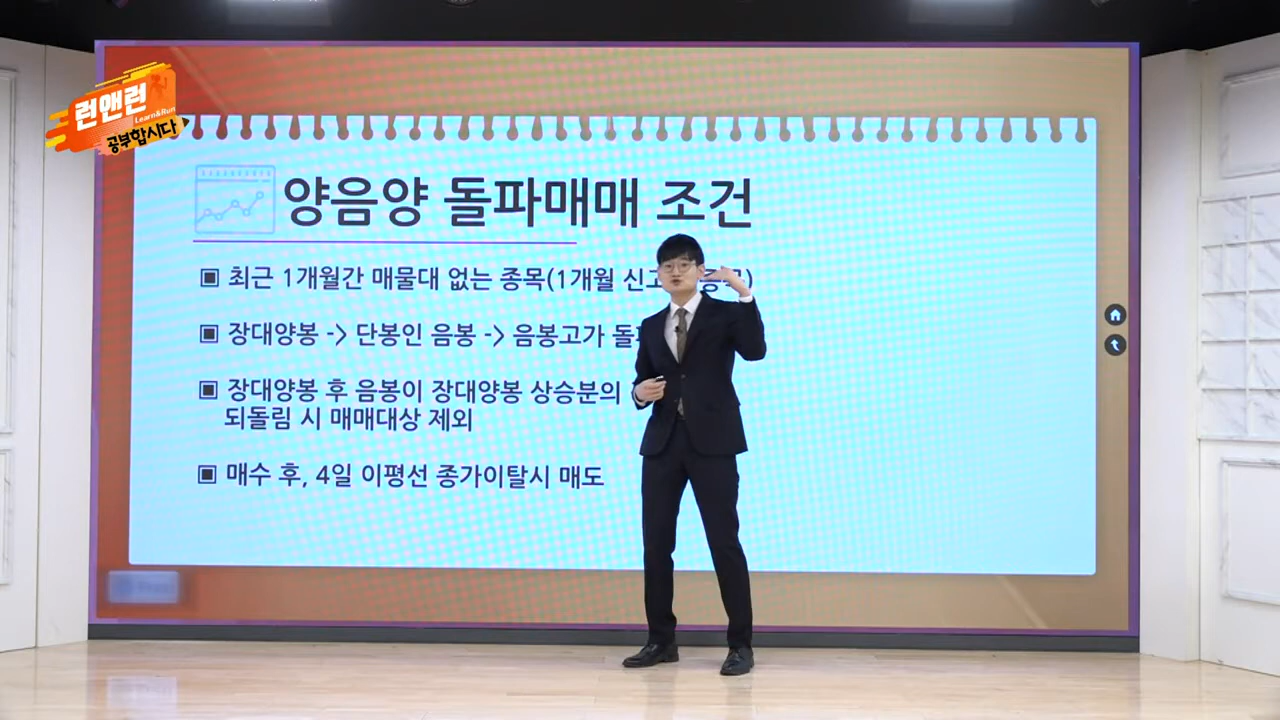 런앤런
Learn&Run
공부합시다
양음양 돌파매매 조건
▣ 최근 1개월간 매물대 없는 종목(1개월
▣ 장대양봉 -> 단봉인 음봉 -> 음봉고가
▣ 장대양봉 후 음봉이 장대양봉 상승분의
되돌림 시 매매대상 제외
▣ 매수 후, 4일 이평선 종가이탈시 매도